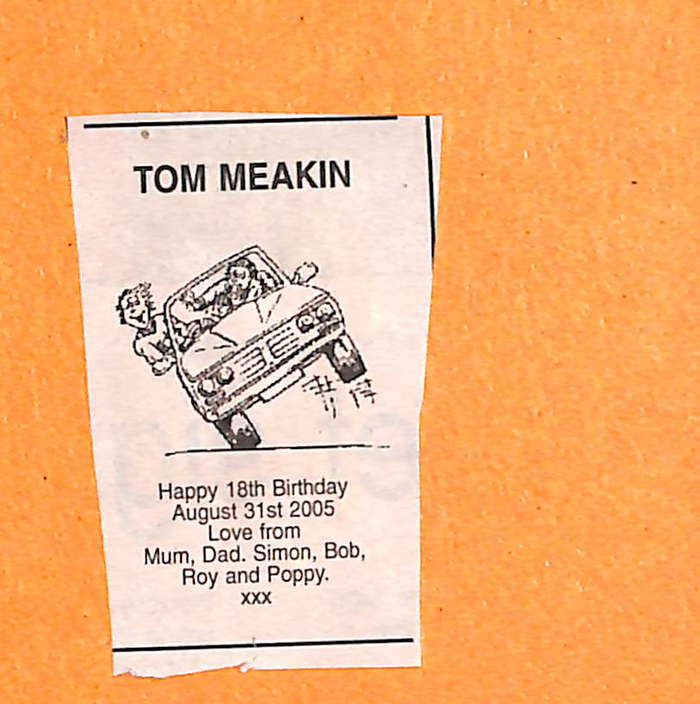 TOM MEAKIN
Happy 18th Birthday
August 31st 2005
Love from
Mum, Dad. Simon, Bob,
Roy and Poppy.
xxx